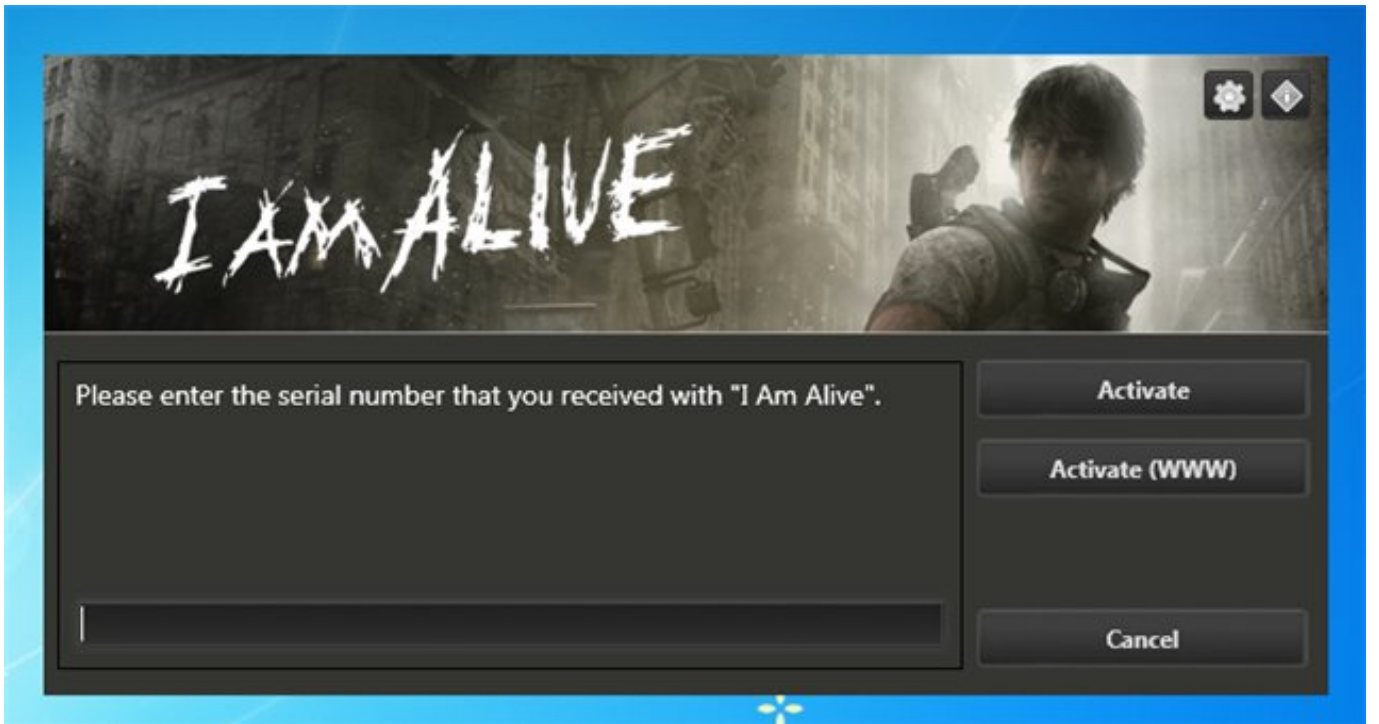 I AM ALIVE
Please enter the serial number that you received with "I Am Alive".
Activate
Activate (WWW)
Cancel